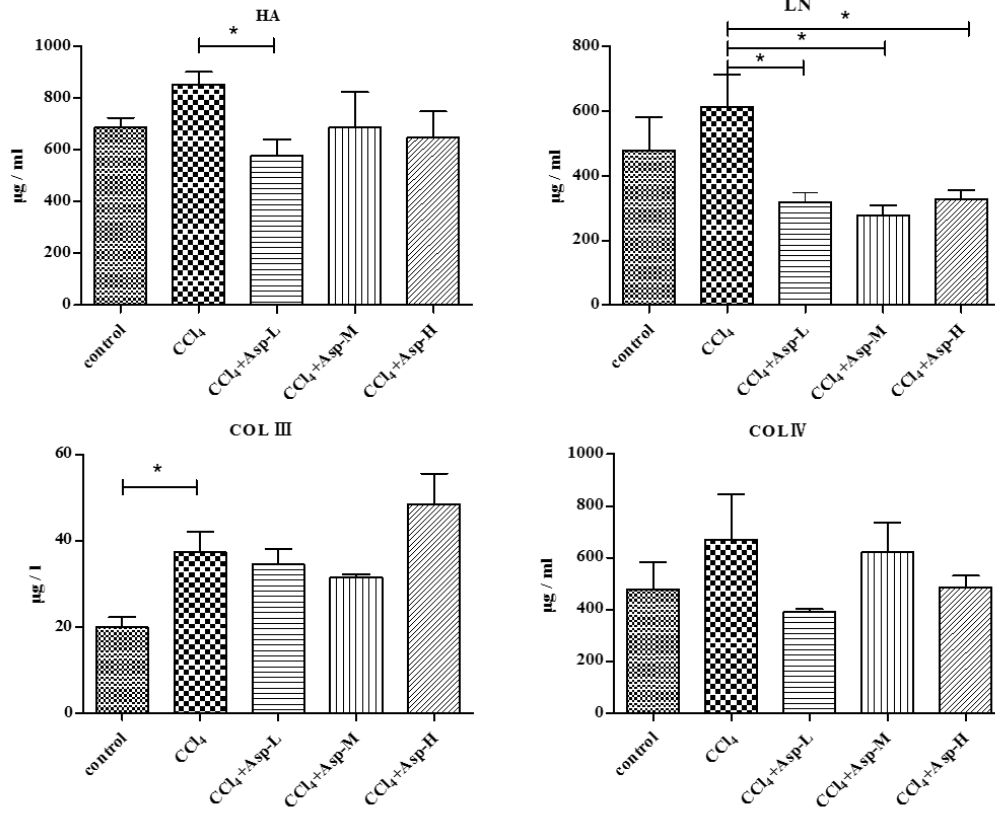 HA
*
1000
800
600
400
200
0
µg / ml
control
CCl₄
CCl₄+Asp-L
CCl₄+Asp-M
CCl₄+Asp-H
LN
*
*
*
800
600
400
200
0
µg / ml
control
CCl₄
CCl₄+Asp-L
CCl₄+Asp-M
CCl₄+Asp-H
COL Ⅲ
*
60
40
20
0
µg / l
control
CCl₄
CCl₄+Asp-L
CCl₄+Asp-M
CCl₄+Asp-H
COLⅣ
1000
800
600
400
200
0
µg / ml
control
CCl₄
CCl₄+Asp-L
CCl₄+Asp-M
CCl₄+Asp-H